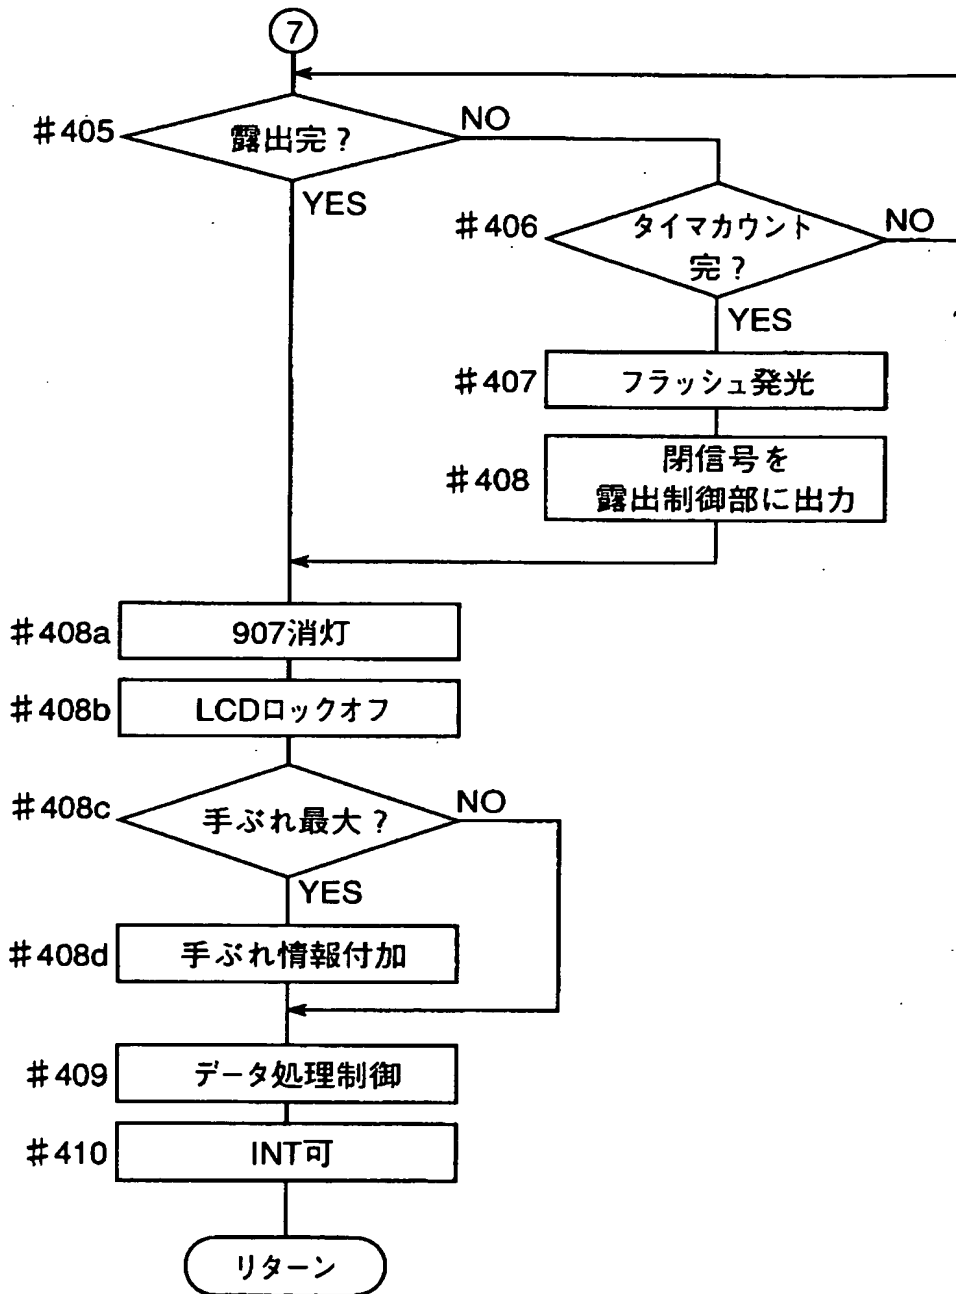 7
#405
露出完?
NO
YES
#406
タイマカウント
完?
NO
YES
#407
フラッシュ発光
#408
閉信号を
露出制御部に出力
#408a
907消灯
#408b
LCDロックオフ
#408c
手ぶれ最大?
NO
YES
#408d
手ぶれ情報付加
#409
データ処理制御
#410
INT可
リターン